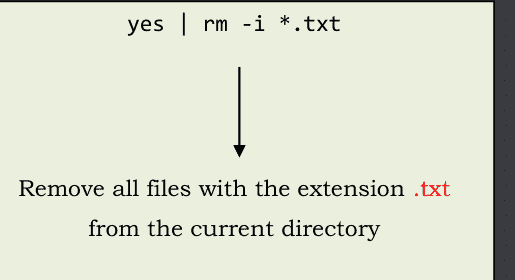 yes | rm -i *.txt
Remove all files with the extension .txt
from the current directory